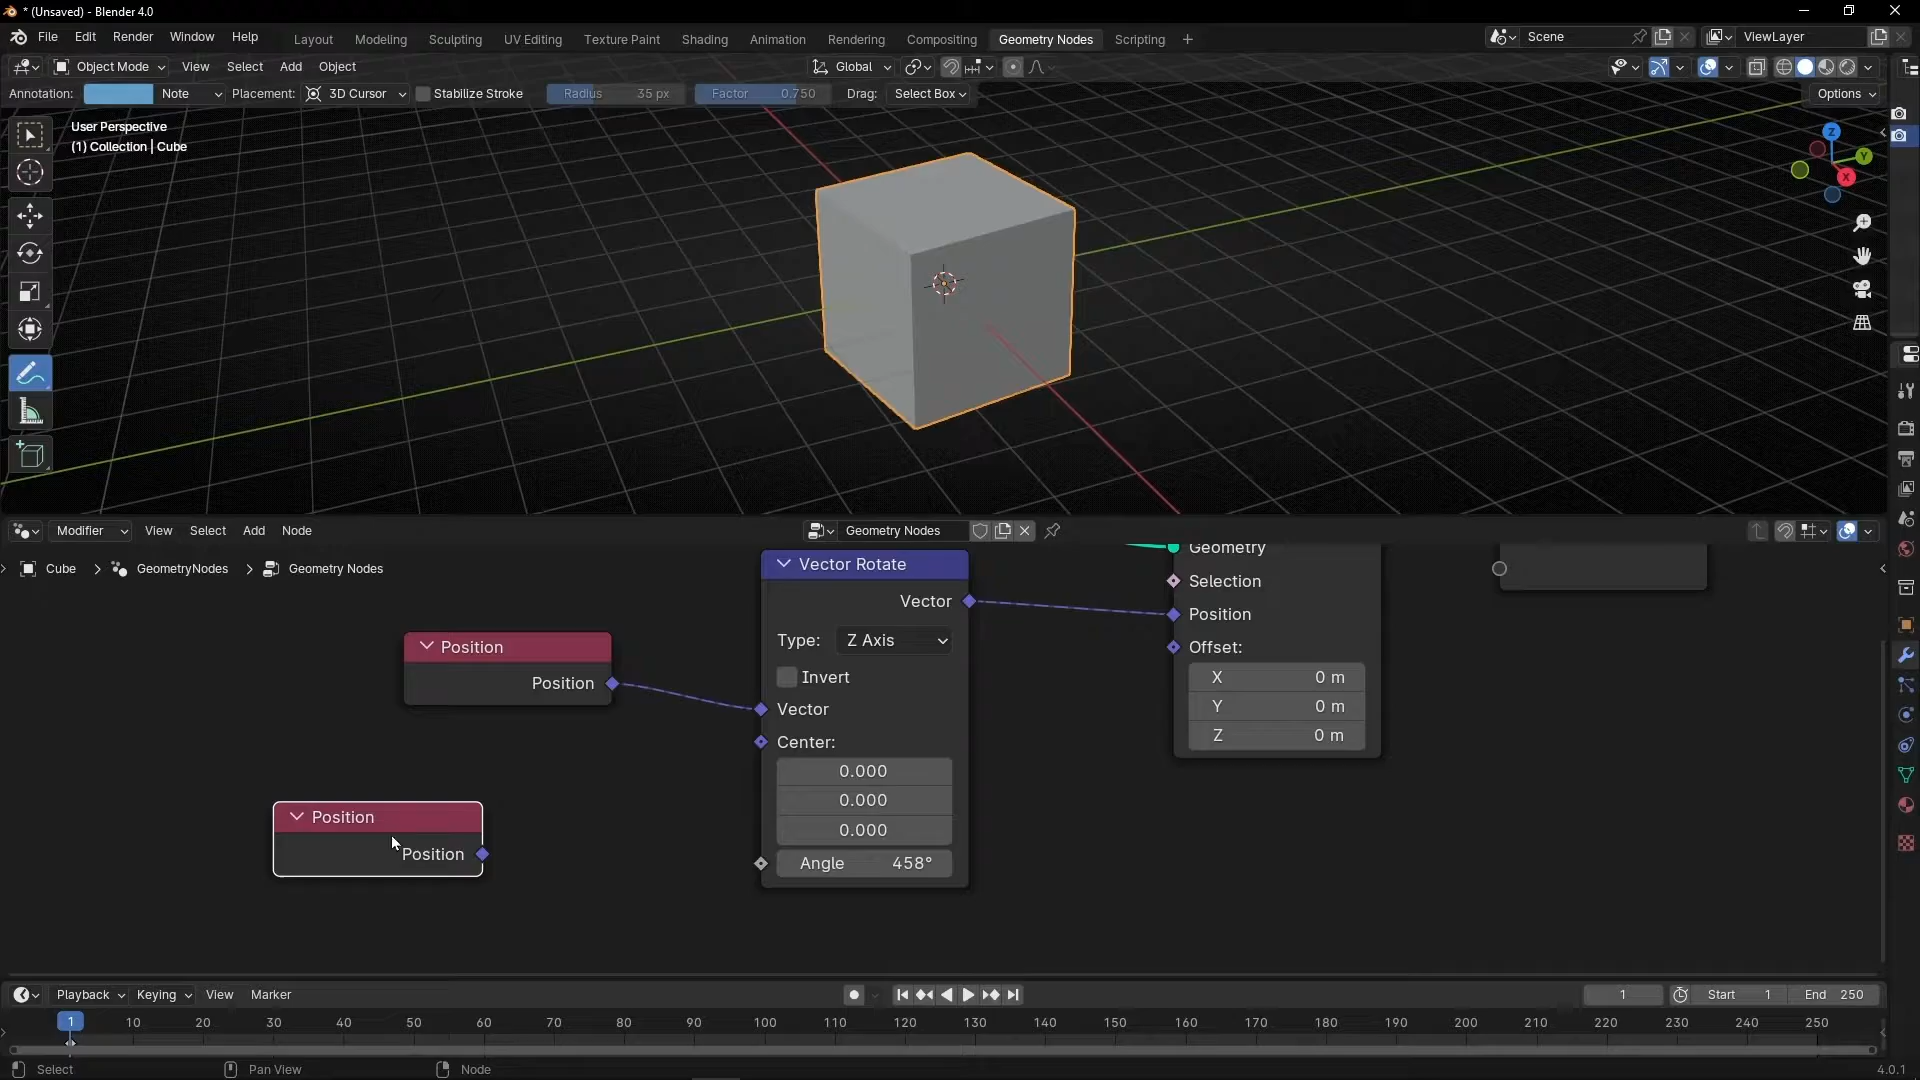 * (Unsaved) - Blender 4.0
File Edit Render Window Help Layout Modeling Sculpting UV Editing Texture Paint Shading Animation Rendering Compositing Geometry Nodes Scripting + Scene ViewLayer
Object Mode View Select Add Object Global
Annotation: Note Placement: 3D Cursor Stabilize Stroke Radius 35 px Factor 0.750 Drag: Select Box Options
User Perspective
(1) Collection | Cube
Z
Y
X
Modifier View Select Add Node Geometry Nodes
Cube > GeometryNodes > Geometry Nodes
Geometry
Vector Rotate
Selection
Vector
Position
Type: Z Axis
Offset:
Position
Invert
X 0 m
Position
Vector
Y 0 m
Center:
Z 0 m
0.000
0.000
0.000
Position
Position
Angle 458°
Playback Keying View Marker 1 Start 1 End 250
1 10 20 30 40 50 60 70 80 90 100 110 120 130 140 150 160 170 180 190 200 210 220 230 240 250
Select Pan View Node 4.0.1